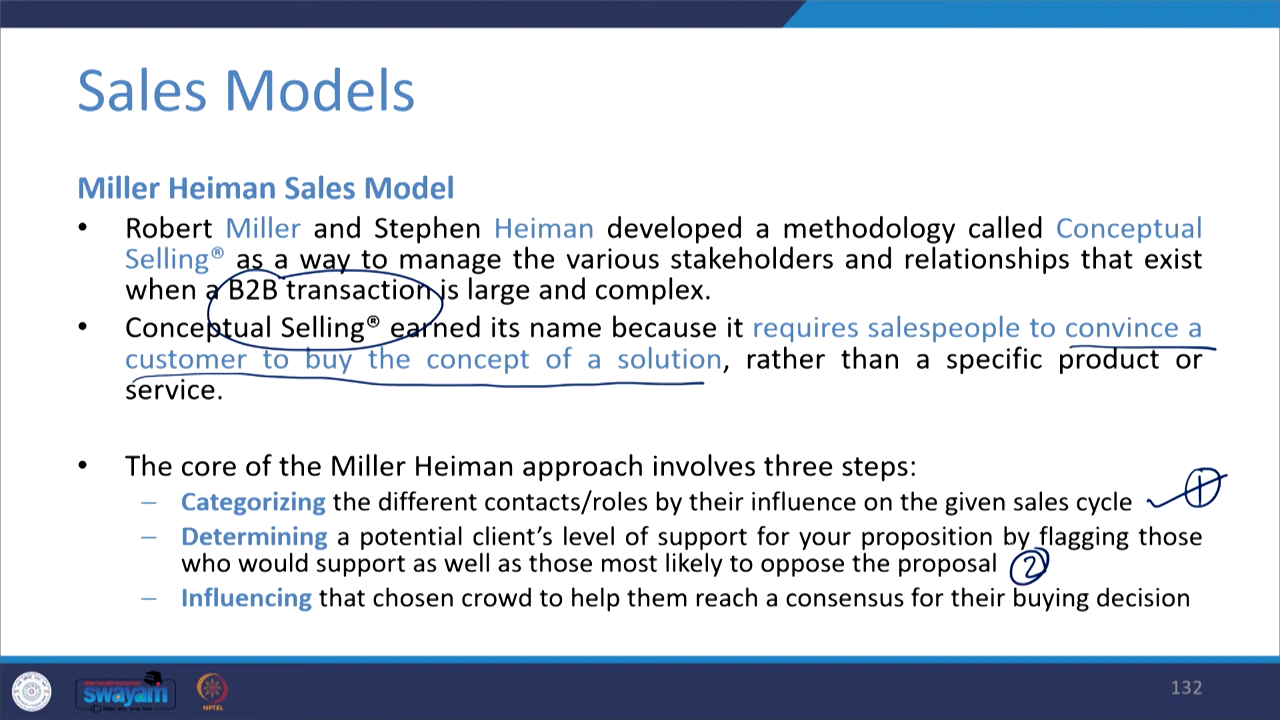 Sales Models
Miller Heiman Sales Model
• Robert Miller and Stephen Heiman developed a methodology called Conceptual
Selling® as a way to manage the various stakeholders and relationships that exist
when a B2B transaction is large and complex.
• Conceptual Selling® earned its name because it requires salespeople to convince a
customer to buy the concept of a solution, rather than a specific product or
service.
• The core of the Miller Heiman approach involves three steps:
– Categorizing the different contacts/roles by their influence on the given sales cycle 1
– Determining a potential client’s level of support for your proposition by flagging those
who would support as well as those most likely to oppose the proposal 2
– Influencing that chosen crowd to help them reach a consensus for their buying decision
swayam
NPTEL
132